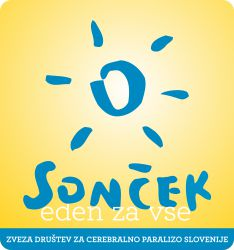 SONČEK
eden za vse
ZVEZA DRUŠTEV ZA CEREBRALNO PARALIZO SLOVENIJE